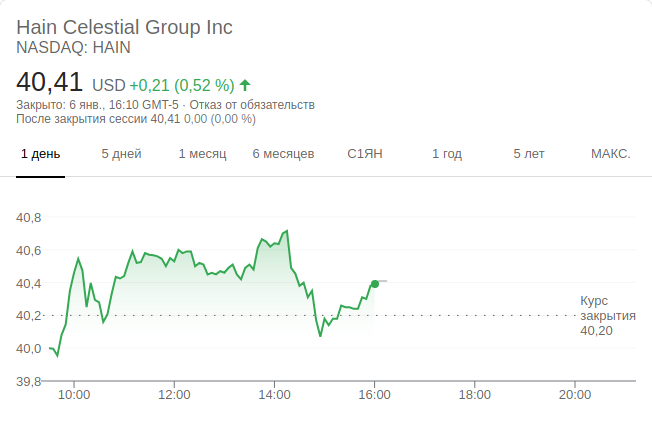 Hain Celestial Group Inc
NASDAQ: HAIN
40,41 USD +0,21 (0,52 %)
Закрыто: 6 янв., 16:10 GMT-5 · Отказ от обязательств
После закрытия сессии 40,41 0,00 (0,00 %)
1 день 5 дней 1 месяц 6 месяцев С1ЯН 1 год 5 лет МАКС.
40,8
40,6
40,4
Курс
40,2 закрытия
40,20
40,0
39,8
10:00 12:00 14:00 16:00 18:00 20:00